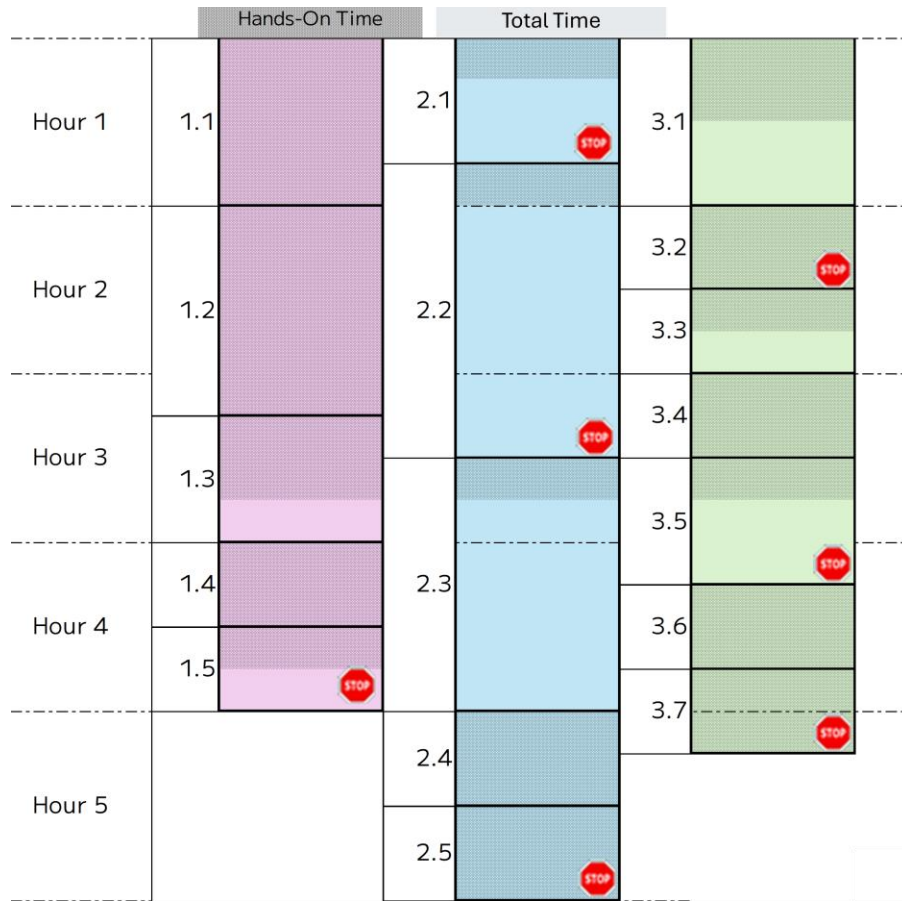 Hands-On Time
Total Time
Hour 1
1.1
2.1
STOP
3.1
Hour 2
1.2
2.2
STOP
3.2
STOP
3.3
Hour 3
1.3
3.4
3.5
STOP
Hour 4
1.4
1.5
STOP
2.3
3.6
3.7
STOP
Hour 5
2.4
2.5
STOP